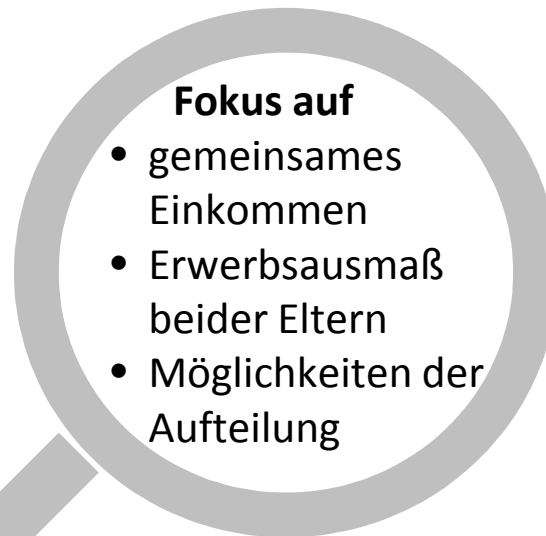 Fokus auf
• gemeinsames
Einkommen
• Erwerbsausmaß
beider Eltern
• Möglichkeiten der
Aufteilung